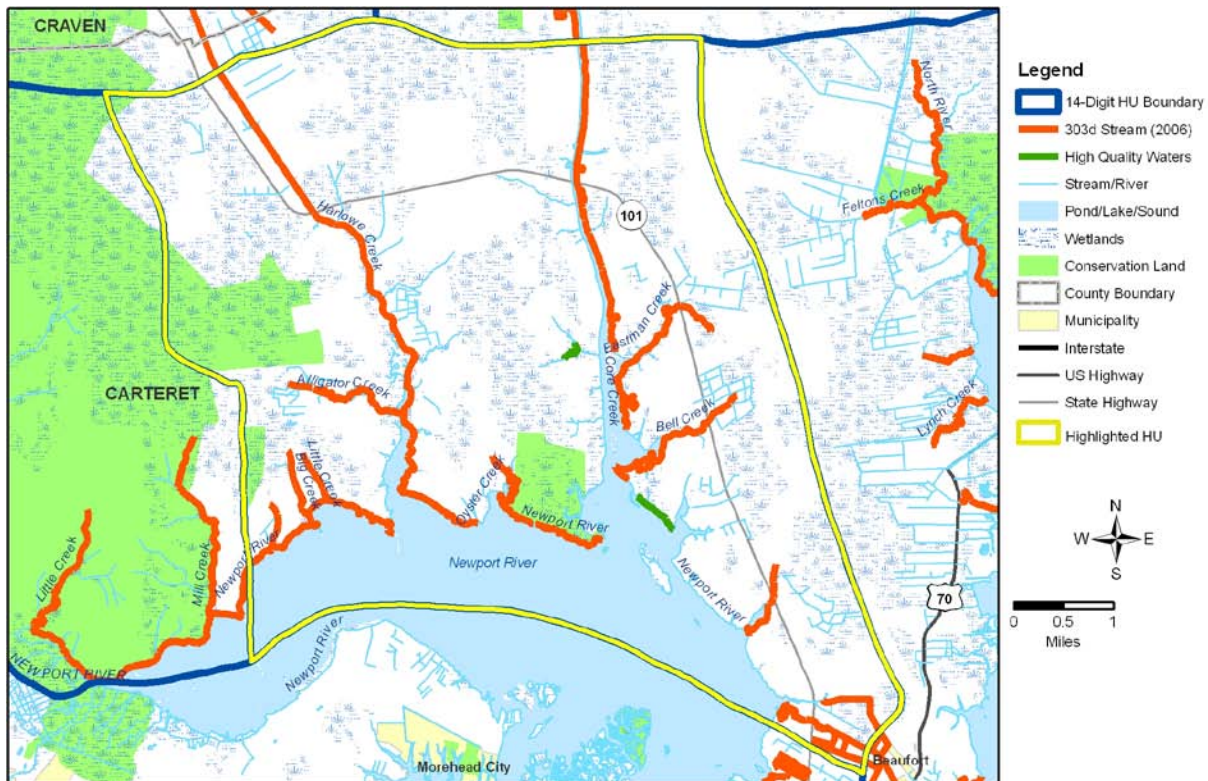 CRAVEN
North River
Feltons Creek
101
Harlowe Creek
Eastman Creek
Core Creek
CARTERET
Alligator Creek
Bell Creek
Lynch Creek
Little Creek
Big Creek
Oyster Creek
Newport River
Newport River
Newport River
Little Creek
Mill Creek
Newport River
70
NEWPORT RIVER
Newport River
Morehead City
Beaufort
Legend
14-Digit HU Boundary
303d Stream (2006)
High Quality Waters
Stream/River
Pond/Lake/Sound
Wetlands
Conservation Land
County Boundary
Municipality
Interstate
US Highway
State Highway
Highlighted HU
N
W E
S
0 0.5 1
Miles